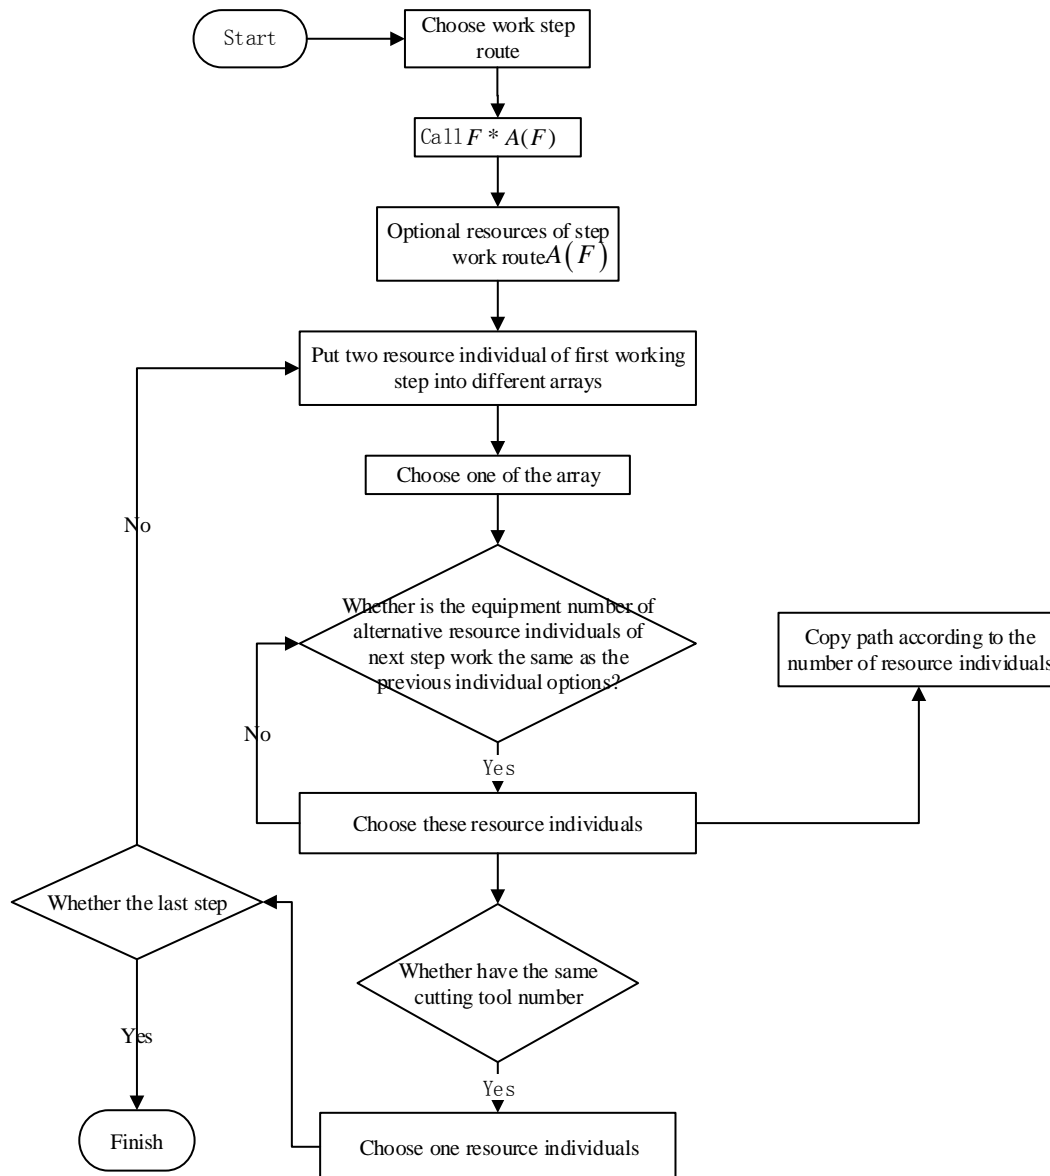 Start
Choose work step
route
Call F * A(F)
Optional resources of step
work route A(F)
Put two resource individual of first working
step into different arrays
Choose one of the array
No
Whether is the equipment number of
alternative resource individuals of
next step work the same as the
previous individual options?
Copy path according to the
number of resource individuals
No
Yes
Choose these resource individuals
Whether the last step
Whether have the same
cutting tool number
Yes
Yes
Finish
Choose one resource individuals